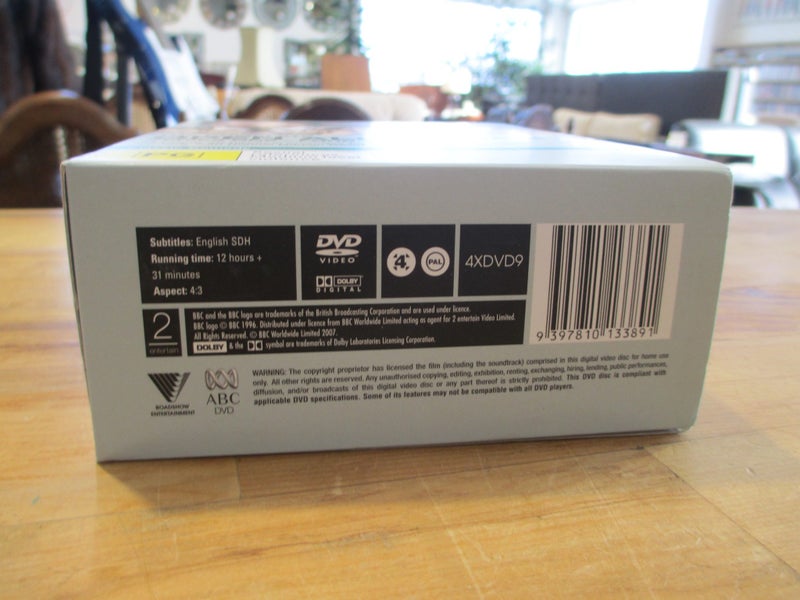 PG
Subtitles: English SDH
Running time: 12 hours +
31 minutes
Aspect: 4:3
DVD
VIDEO
DOLBY
DIGITAL
4
PAL
4XDVD9
9 397810 133891
2
entertain
BBC and the BBC logo are trademarks of the British Broadcasting Corporation and are used under licence.
BBC logo © BBC 1996. Distributed under licence from BBC Worldwide Limited acting as agent for 2 entertain Video Limited.
All Rights Reserved. © BBC Worldwide Limited 2007.
DOLBY & the symbol are trademarks of Dolby Laboratories Licensing Corporation.
ROADSHOW
ENTERTAINMENT
ABC
DVD
WARNING: The copyright proprietor has licensed the film (including the soundtrack) comprised in this digital video disc for home use
only. All other rights are reserved. Any unauthorised copying, editing, exhibition, renting, exchanging, hiring, lending, public performances,
diffusion, and/or broadcasts of this digital video disc or any part thereof is strictly prohibited. This DVD disc is compliant with
applicable DVD specifications. Some of its features may not be compatible with all DVD players.